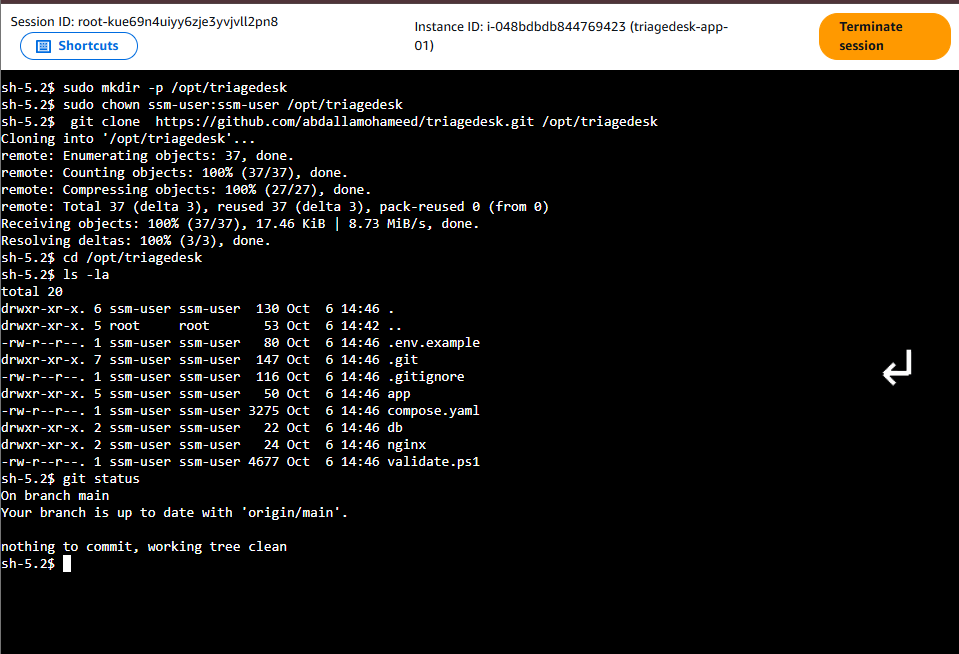 Session ID: root-kue69n4uiyy6zje3yvjvll2pn8
Shortcuts
Instance ID: i-048bdbdb844769423 (triagedesk-app-
01)
Terminate
session
sh-5.2$ sudo mkdir -p /opt/triagedesk
sh-5.2$ sudo chown ssm-user:ssm-user /opt/triagedesk
sh-5.2$  git clone  https://github.com/abdallamohameed/triagedesk.git /opt/triagedesk
Cloning into '/opt/triagedesk'...
remote: Enumerating objects: 37, done.
remote: Counting objects: 100% (37/37), done.
remote: Compressing objects: 100% (27/27), done.
remote: Total 37 (delta 3), reused 37 (delta 3), pack-reused 0 (from 0)
Receiving objects: 100% (37/37), 17.46 KiB | 8.73 MiB/s, done.
Resolving deltas: 100% (3/3), done.
sh-5.2$ cd /opt/triagedesk
sh-5.2$ ls -la
total 20
drwxr-xr-x. 6 ssm-user ssm-user  130 Oct  6 14:46 .
drwxr-xr-x. 5 root     root       53 Oct  6 14:42 ..
-rw-r--r--. 1 ssm-user ssm-user   80 Oct  6 14:46 .env.example
drwxr-xr-x. 7 ssm-user ssm-user  147 Oct  6 14:46 .git
-rw-r--r--. 1 ssm-user ssm-user  116 Oct  6 14:46 .gitignore
drwxr-xr-x. 5 ssm-user ssm-user   50 Oct  6 14:46 app
-rw-r--r--. 1 ssm-user ssm-user 3275 Oct  6 14:46 compose.yaml
drwxr-xr-x. 2 ssm-user ssm-user   22 Oct  6 14:46 db
drwxr-xr-x. 2 ssm-user ssm-user   24 Oct  6 14:46 nginx
-rw-r--r--. 1 ssm-user ssm-user 4677 Oct  6 14:46 validate.ps1
sh-5.2$ git status
On branch main
Your branch is up to date with 'origin/main'.
nothing to commit, working tree clean
sh-5.2$